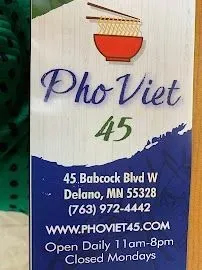 Pho Viet
45
45 Babcock Blvd W
Delano, MN 55328
(763) 972-4442
WWW.PHOVIET45.COM
Open Daily 11am-8pm
Closed Mondays